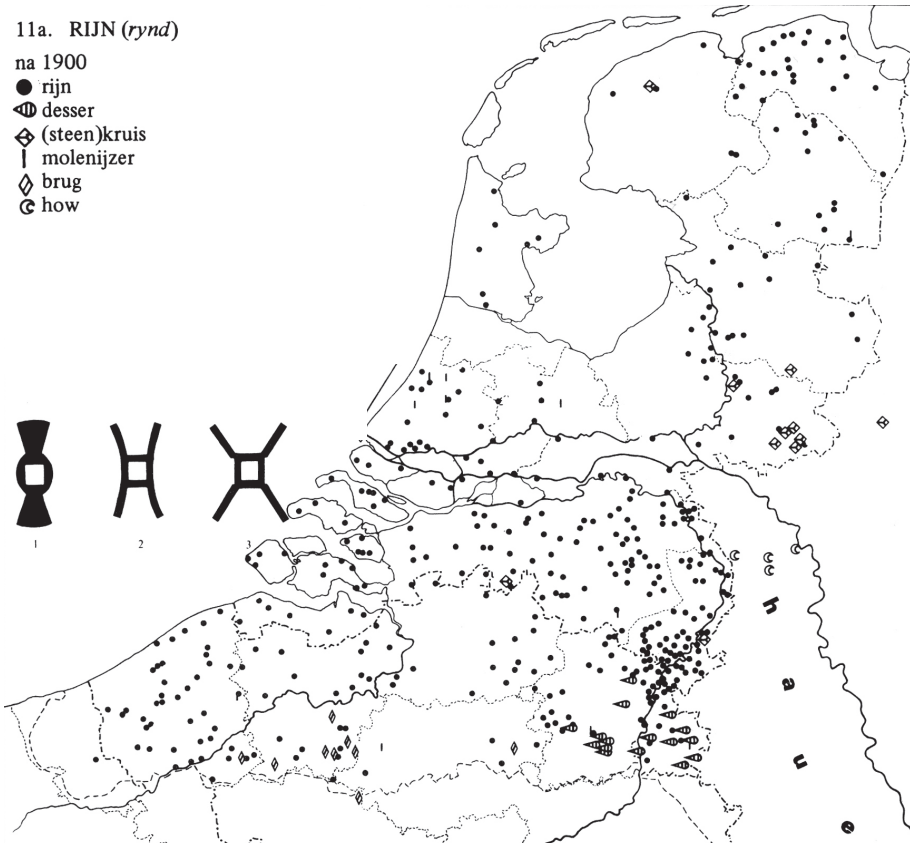 11a. RIJN (rynd)
na 1900
rijn
desser
(steen)kruis
molenijzer
brug
how
1 2 3
h
a
u
e